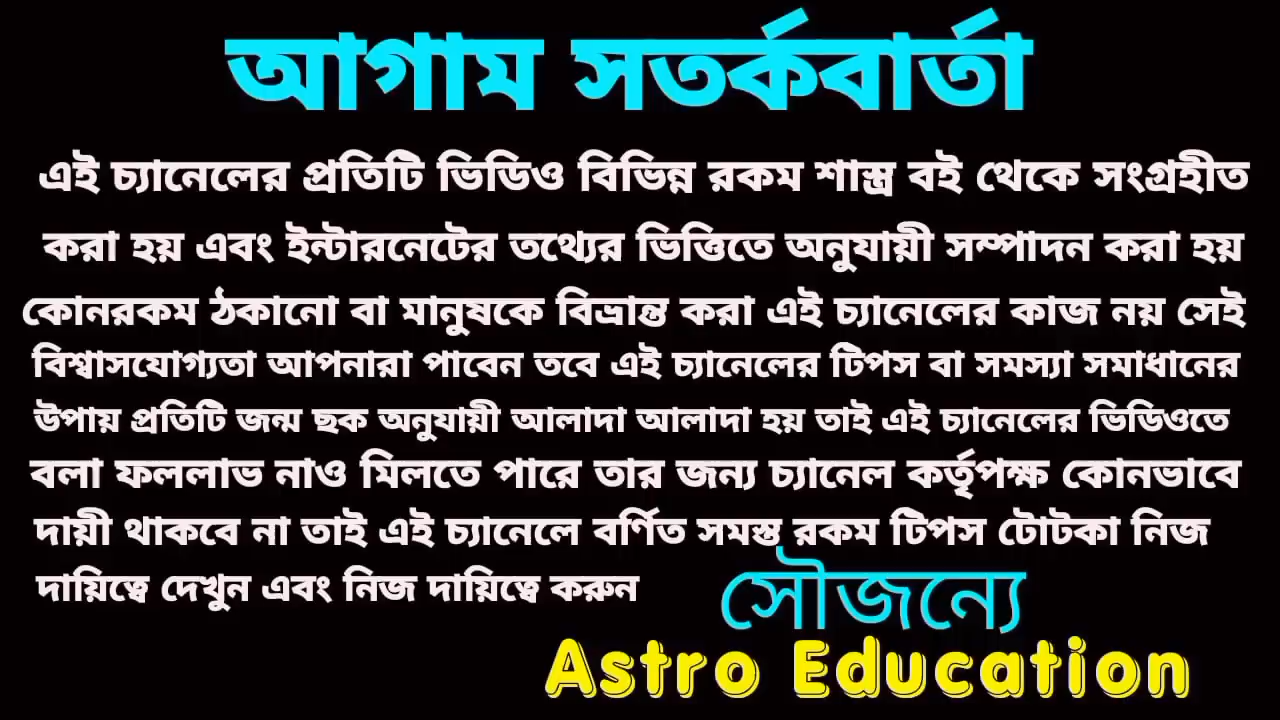 আগাম সতর্কবার্তা
এই চ্যানেলের প্রতিটি ভিডিও বিভিন্ন রকম শাস্ত্র বই থেকে সংগ্রহীত
করা হয় এবং ইন্টারনেটের তথ্যের ভিত্তিতে অনুযায়ী সম্পাদন করা হয়
কোনরকম ঠকানো বা মানুষকে বিভ্রান্ত করা এই চ্যানেলের কাজ নয় সেই
বিশ্বাসযোগ্যতা আপনারা পাবেন তবে এই চ্যানেলের টিপস বা সমস্যা সমাধানের
উপায় প্রতিটি জন্ম ছক অনুযায়ী আলাদা আলাদা হয় তাই এই চ্যানেলের ভিডিওতে
বলা ফললাভ নাও মিলতে পারে তার জন্য চ্যানেল কর্তৃপক্ষ কোনভাবে
দায়ী থাকবে না তাই এই চ্যানেলে বর্ণিত সমস্ত রকম টিপস টোটকা নিজ
দায়িত্বে দেখুন এবং নিজ দায়িত্বে করুন
সৌজন্যে
Astro Education